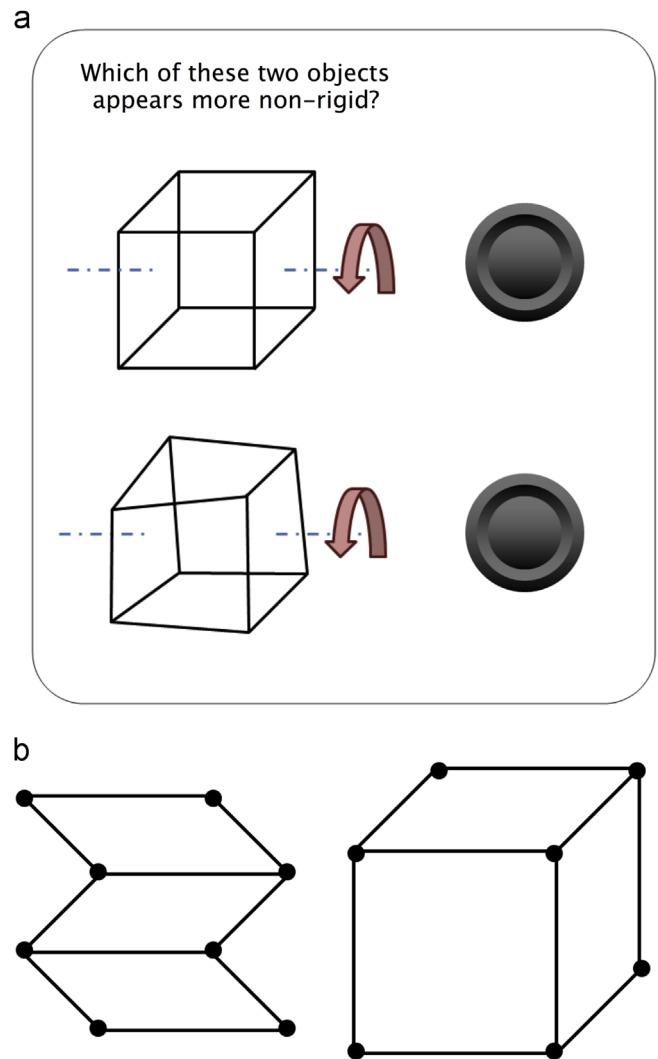 a
Which of these two objects
appears more non-rigid?
b